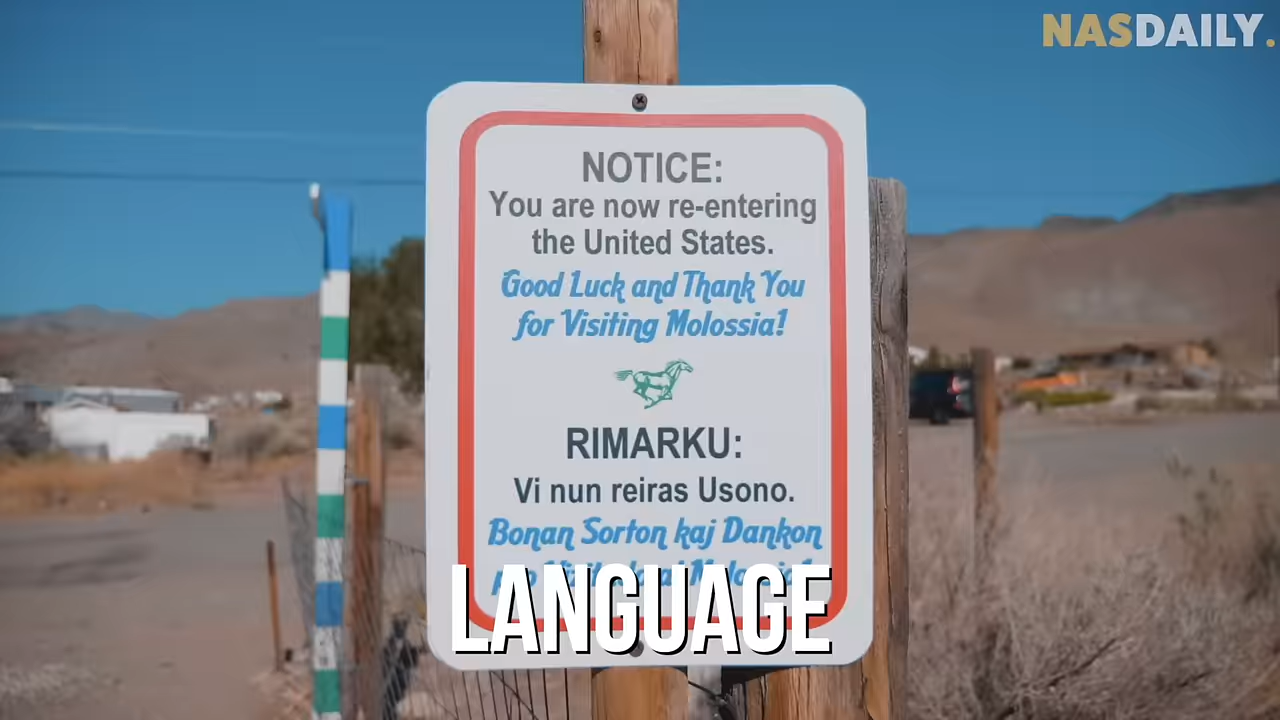 NASDAILY.
NOTICE:
You are now re-entering
the United States.
Good Luck and Thank You
for Visiting Molossia!
RIMARKU:
Vi nun reiras Usono.
Bonan Sorton kaj Dankon
LANGUAGE